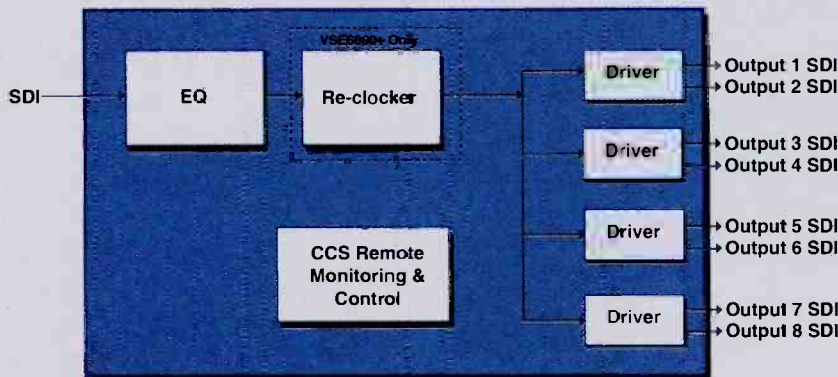 VSE6800+ Only
SDI
EQ
Re-clocker
Driver
Output 1 SDI
Output 2 SDI
Driver
Output 3 SDI
Output 4 SDI
CCS Remote
Monitoring &
Control
Driver
Output 5 SDI
Output 6 SDI
Driver
Output 7 SDI
Output 8 SDI